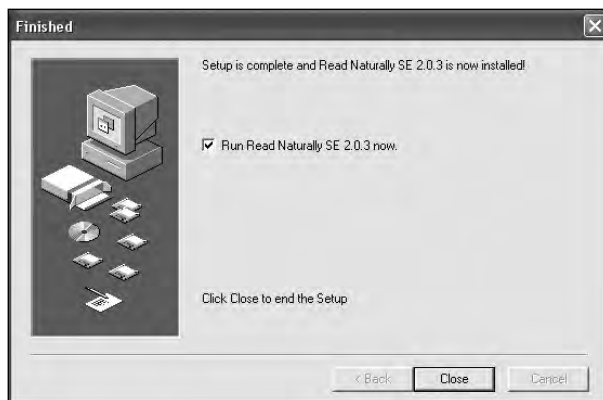 Finished
Setup is complete and Read Naturally SE 2.0.3 is now installed!
Run Read Naturally SE 2.0.3 now.
Click Close to end the Setup
< Back
Close
Cancel